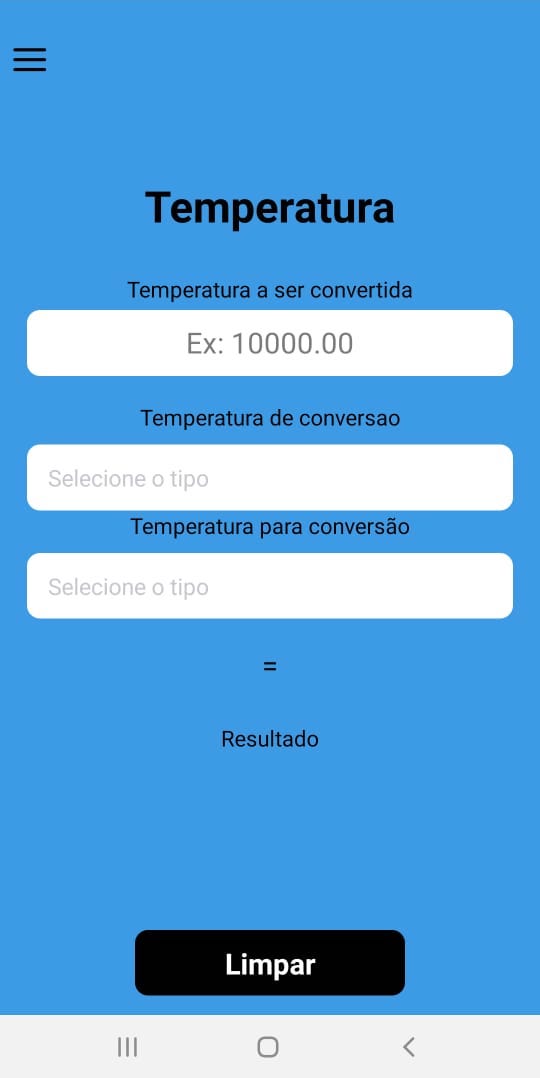 Temperatura
Temperatura a ser convertida
Ex: 10000.00
Temperatura de conversao
Selecione o tipo
Temperatura para conversão
Selecione o tipo
=
Resultado
Limpar